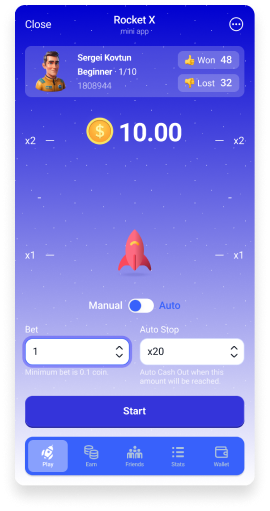 Close
Rocket X
mini app
Sergei Kovtun
Beginner · 1/10
1808944
Won 48
Lost 32
10.00
x2
x2
x1
x1
Manual
Auto
Bet
Auto Stop
1
x20
Minimum bet is 0.1 coin.
Auto Cash Out when this
amount will be reached.
Start
Play
Earn
Friends
Stats
Wallet